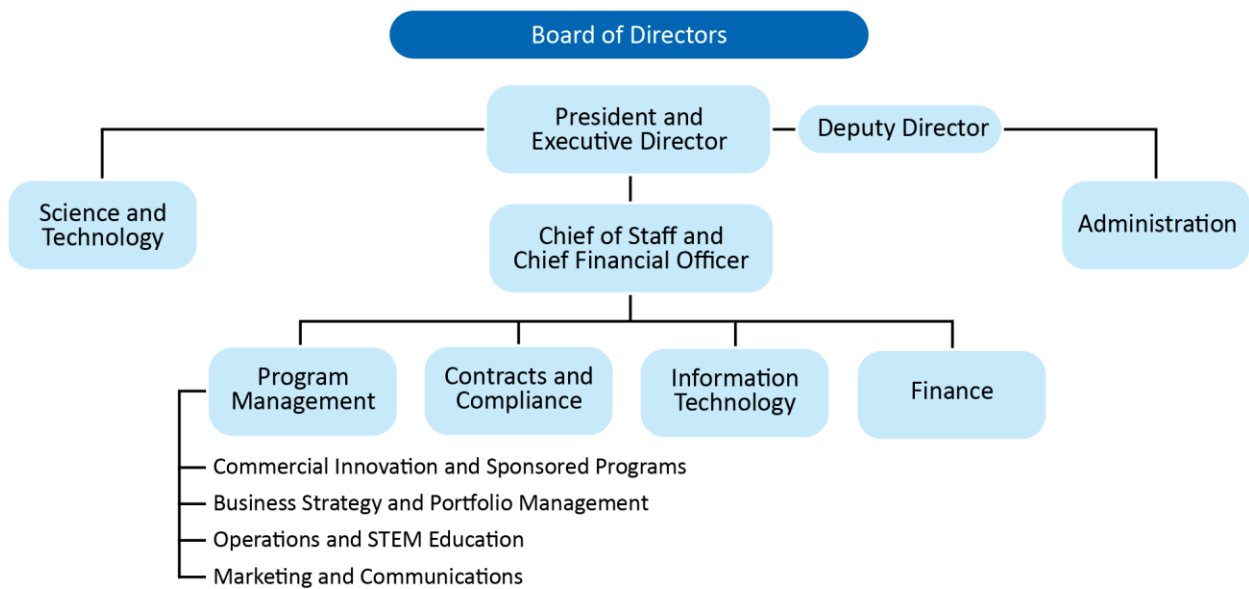 Board of Directors
President and
Executive Director
Deputy Director
Science and
Technology
Administration
Chief of Staff and
Chief Financial Officer
Program
Management
Contracts and
Compliance
Information
Technology
Finance
Commercial Innovation and Sponsored Programs
Business Strategy and Portfolio Management
Operations and STEM Education
Marketing and Communications